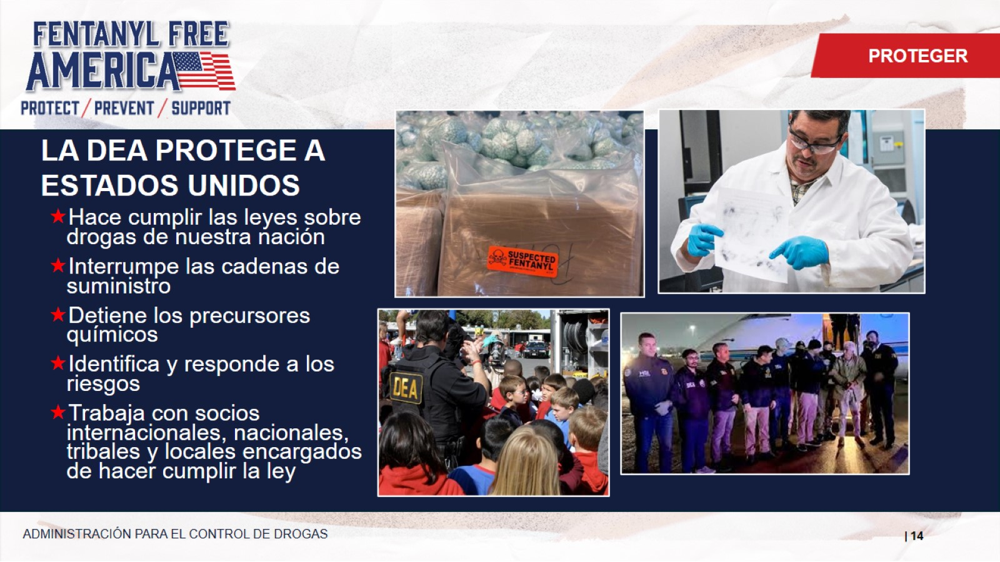 FENTANYL FREE
AMERICA
PROTECT / PREVENT / SUPPORT
PROTEGER
LA DEA PROTEGE A
ESTADOS UNIDOS
Hace cumplir las leyes sobre
drogas de nuestra nación
Interrumpe las cadenas de
suministro
Detiene los precursores
químicos
Identifica y responde a los
riesgos
Trabaja con socios
internacionales, nacionales,
tribales y locales encargados
de hacer cumplir la ley
SUSPECTED
FENTANYL
DEA
HSI
ADMINISTRACIÓN PARA EL CONTROL DE DROGAS
| 14